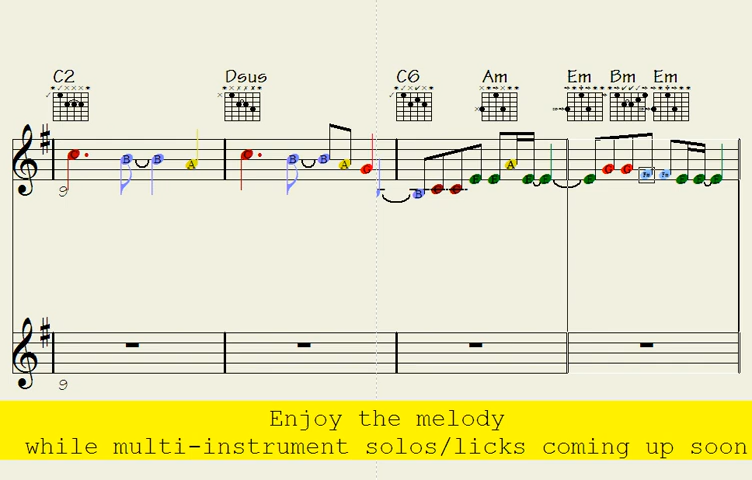 C2 Dsus C6 Am Em Bm Em
C B B A C B B A G B C C E E A E E E G G F# F# E E E
9
9
Enjoy the melody
while multi-instrument solos/licks coming up soon